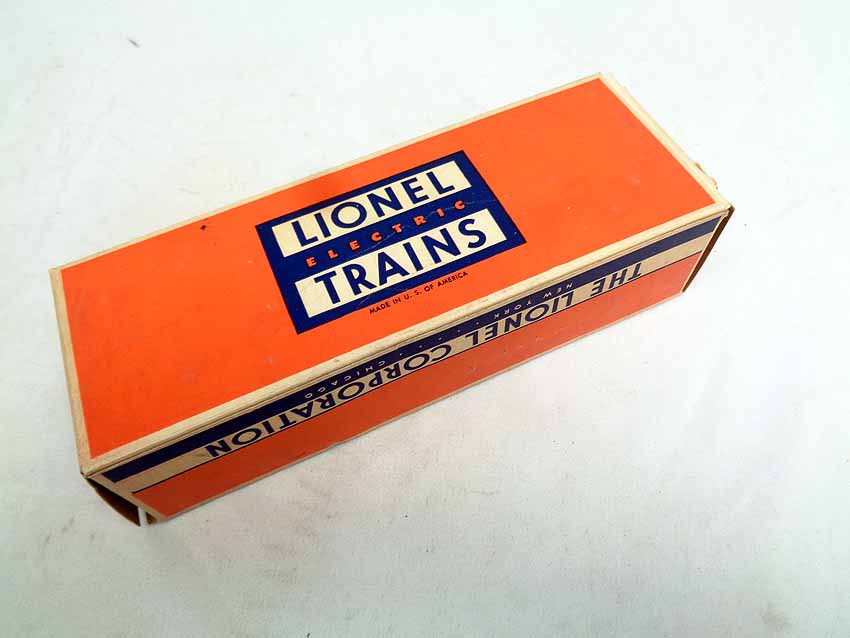 LIONEL
ELECTRIC
TRAINS
MADE IN U. S. OF AMERICA
THE LIONEL CORPORATION
NEW YORK . . . . . . CHICAGO